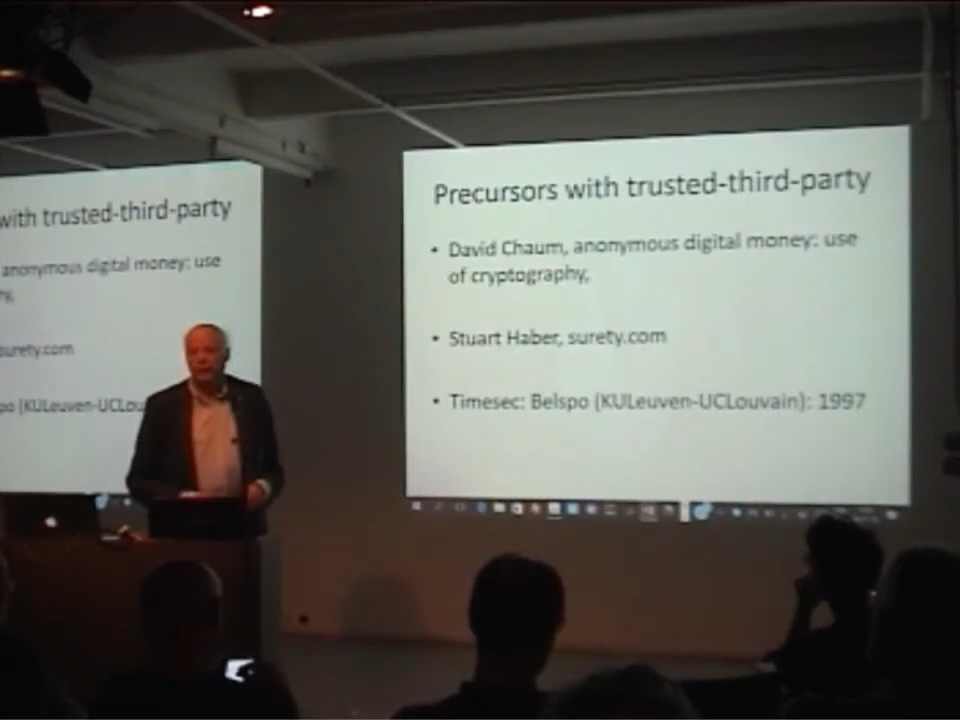 with trusted-third-party
anonymous digital money: use
surety.com
(KULeuven-UCLou
Precursors with trusted-third-party
• David Chaum, anonymous digital money: use
of cryptography,
• Stuart Haber, surety.com
• Timesec: Belspo (KULeuven-UCLouvain): 1997